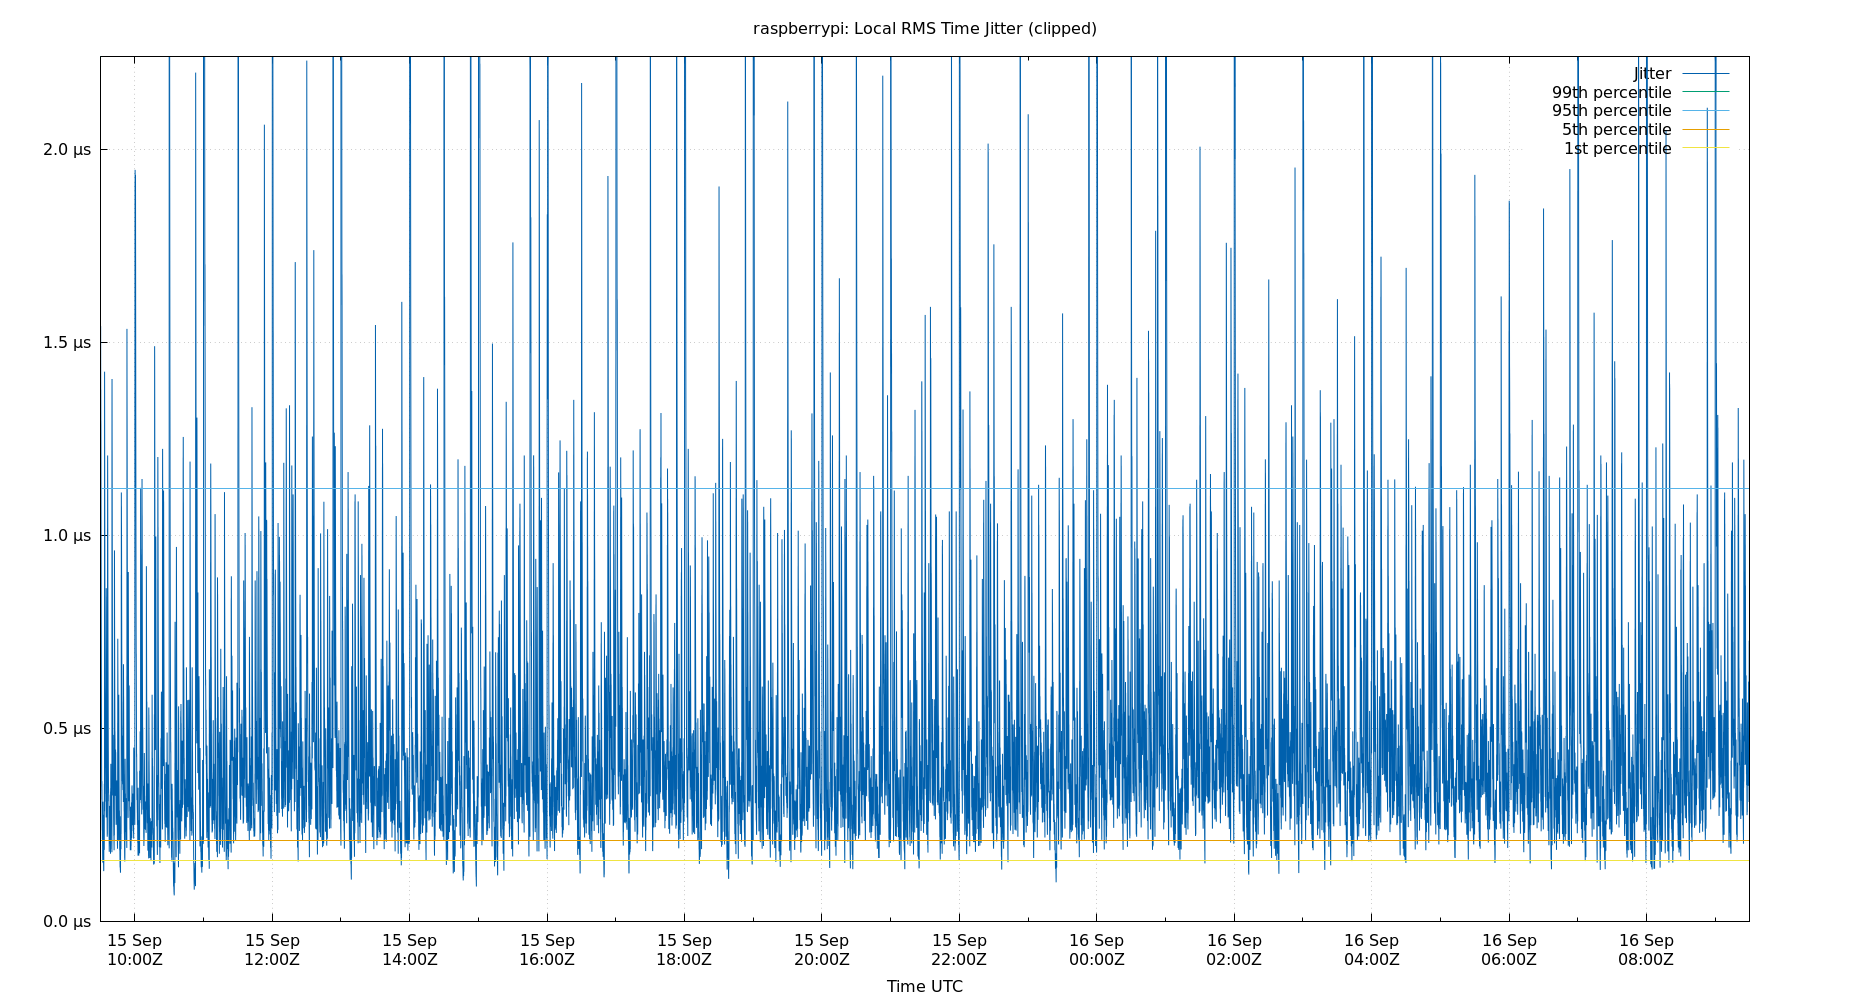 raspberrypi: Local RMS Time Jitter (clipped)
Jitter
99th percentile
95th percentile
5th percentile
1st percentile
2.0 µs
1.5 µs
1.0 µs
0.5 µs
0.0 µs
15 Sep 15 Sep 15 Sep 15 Sep 15 Sep 15 Sep 15 Sep 16 Sep 16 Sep 16 Sep 16 Sep 16 Sep
10:00Z 12:00Z 14:00Z 16:00Z 18:00Z 20:00Z 22:00Z 00:00Z 02:00Z 04:00Z 06:00Z 08:00Z
Time UTC